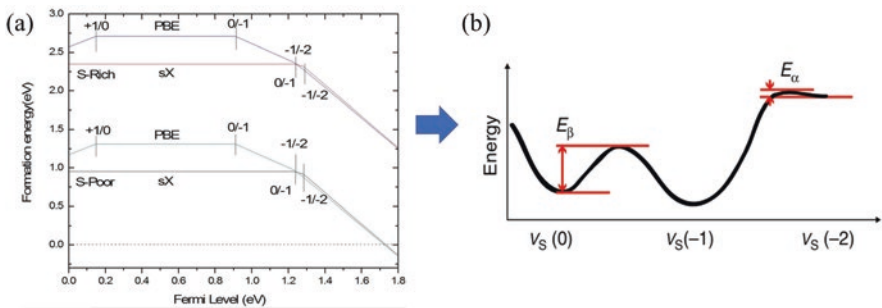 (a)
3.0
2.5
2.0
1.5
1.0
0.5
0.0
-0.5
Formation energy(eV)
+1/0
PBE
0/-1
-1/-2
S-Rich
sX
0/-1
-1/-2
+1/0
PBE
0/-1
-1/-2
S-Poor
sX
0/-1
-1/-2
0.0 0.2 0.4 0.6 0.8 1.0 1.2 1.4 1.6 1.8
Fermi Level (eV)
(b)
Energy
Eβ
Eα
VS (0)
VS(−1)
VS (−2)